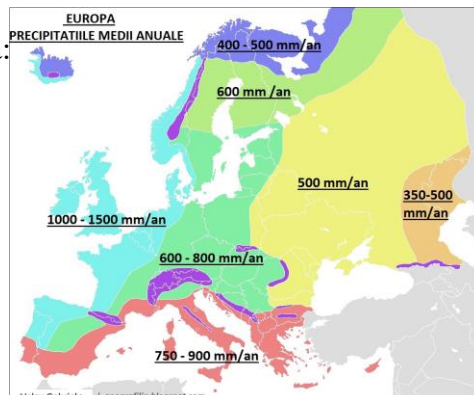 EUROPA
PRECIPITATIILE MEDII ANUALE
400 - 500 mm/an
600 mm /an
500 mm/an
350-500
mm/an
1000 - 1500 mm/an
600 - 800 mm/an
750 - 900 mm/an